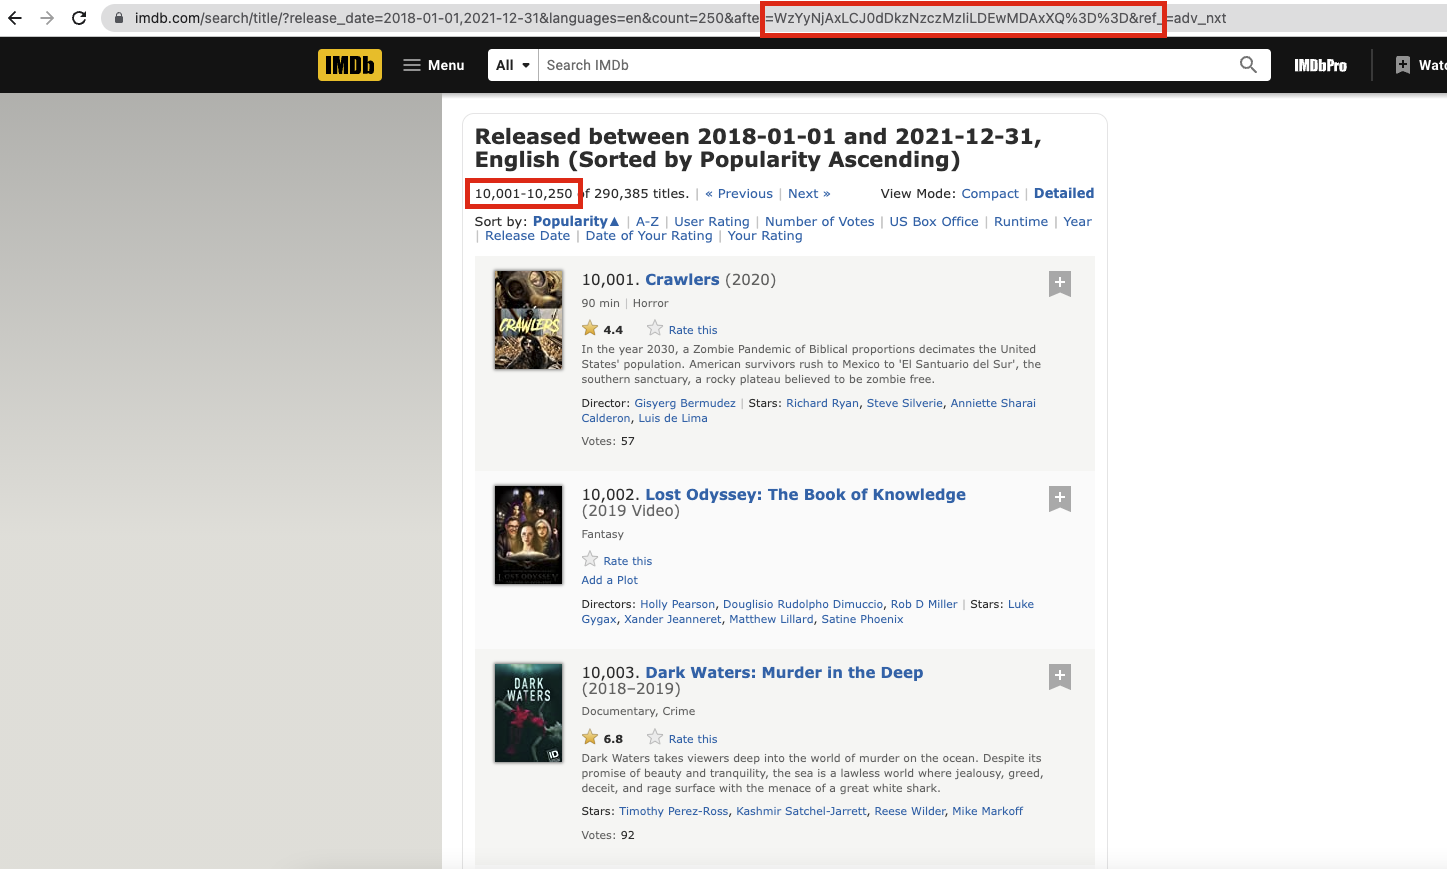 imdb.com/search/title/?release_date=2018-01-01,2021-12-31&languages=en&count=250&afte =WzYyNjAxLCJ0dDkzNzczMzIiLDEwMDAxXQ%3D%3D&ref_=adv_nxt
IMDb Menu All Search IMDb IMDbPro Watc
Released between 2018-01-01 and 2021-12-31,
English (Sorted by Popularity Ascending)
10,001-10,250 of 290,385 titles. | « Previous | Next » View Mode: Compact | Detailed
Sort by: Popularity▲ | A-Z | User Rating | Number of Votes | US Box Office | Runtime | Year
| Release Date | Date of Your Rating | Your Rating
CRAWLERS
10,001. Crawlers (2020)
90 min | Horror
4.4 Rate this
In the year 2030, a Zombie Pandemic of Biblical proportions decimates the United
States' population. American survivors rush to Mexico to 'El Santuario del Sur', the
southern sanctuary, a rocky plateau believed to be zombie free.
Director: Gisyerg Bermudez | Stars: Richard Ryan, Steve Silverie, Anniette Sharai
Calderon, Luis de Lima
Votes: 57
LOST ODYSSEY
10,002. Lost Odyssey: The Book of Knowledge
(2019 Video)
Fantasy
Rate this
Add a Plot
Directors: Holly Pearson, Douglisio Rudolpho Dimuccio, Rob D Miller | Stars: Luke
Gygax, Xander Jeanneret, Matthew Lillard, Satine Phoenix
DARK
WATERS
ID
10,003. Dark Waters: Murder in the Deep
(2018–2019)
Documentary, Crime
6.8 Rate this
Dark Waters takes viewers deep into the world of murder on the ocean. Despite its
promise of beauty and tranquility, the sea is a lawless world where jealousy, greed,
deceit, and rage surface with the menace of a great white shark.
Stars: Timothy Perez-Ross, Kashmir Satchel-Jarrett, Reese Wilder, Mike Markoff
Votes: 92